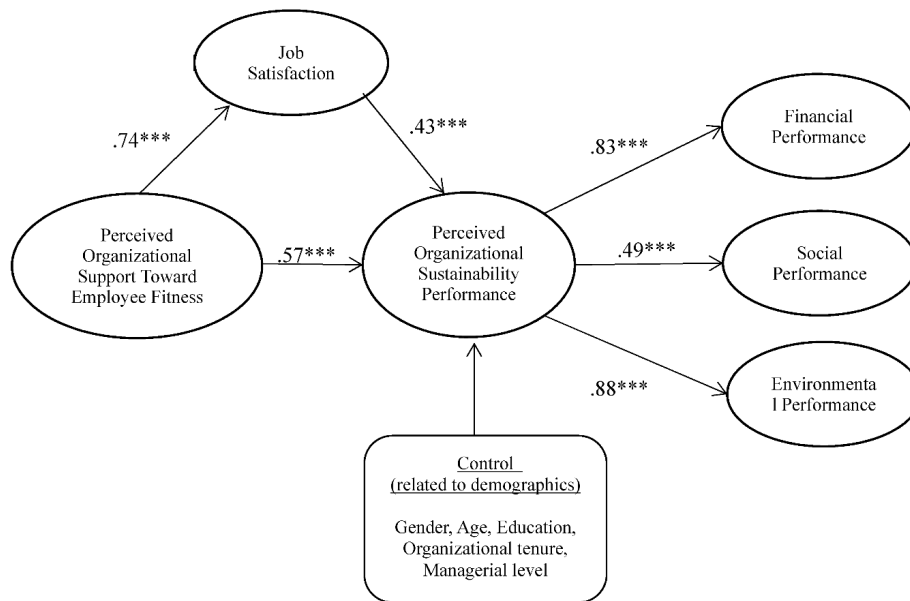 Job
Satisfaction
.74***
.43***
Perceived
Organizational
Support Toward
Employee Fitness
.57***
Perceived
Organizational
Sustainability
Performance
.83***
Financial
Performance
.49***
Social
Performance
.88***
Environmenta
l Performance
Control
(related to demographics)
Gender, Age, Education,
Organizational tenure,
Managerial level